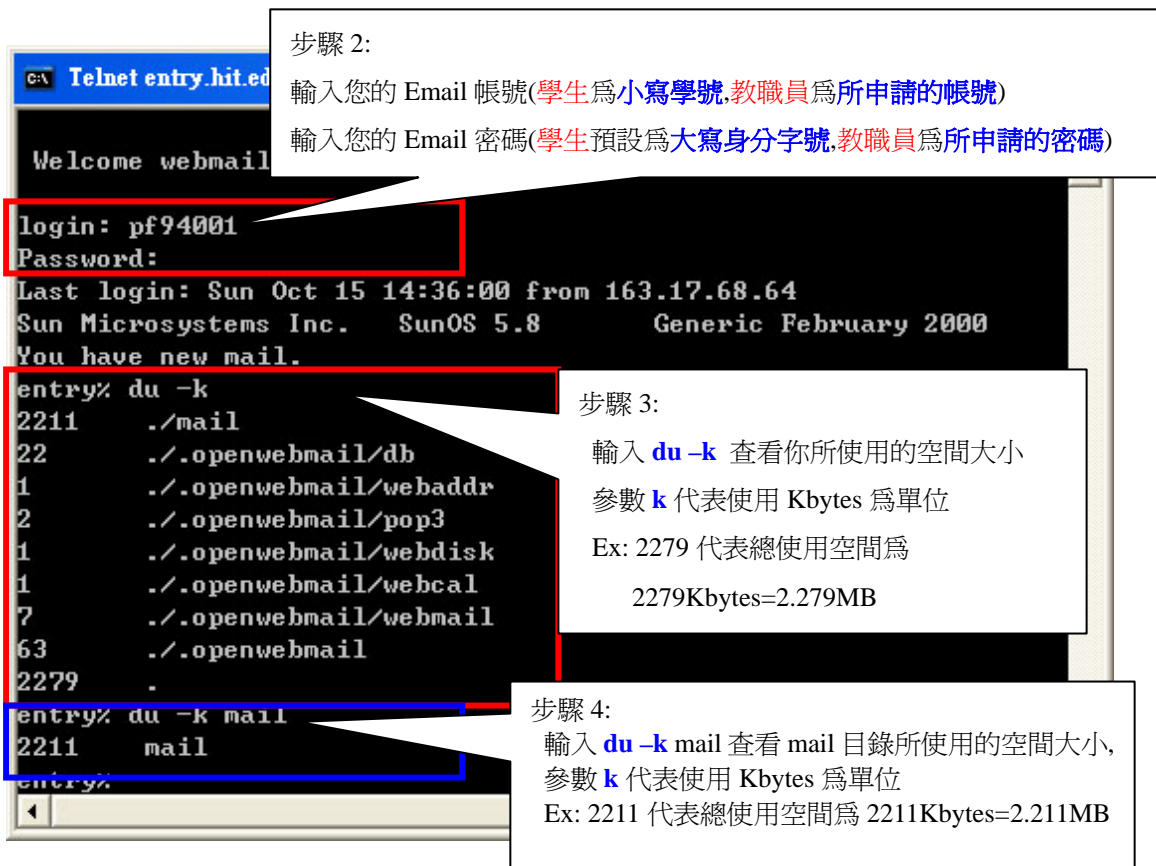 步驟 2:
輸入您的 Email 帳號(學生爲小寫學號,教職員爲所申請的帳號)
輸入您的 Email 密碼(學生預設爲大寫身分字號,教職員爲所申請的密碼)
Telnet entry.hit.ed
Welcome webmail
login: pf94001
Password:
Last login: Sun Oct 15 14:36:00 from 163.17.68.64
Sun Microsystems Inc.   SunOS 5.8       Generic February 2000
You have new mail.
entry% du -k
2211    ./mail
22      ./.openwebmail/db
1       ./.openwebmail/webaddr
2       ./.openwebmail/pop3
1       ./.openwebmail/webdisk
1       ./.openwebmail/webcal
7       ./.openwebmail/webmail
63      ./.openwebmail
2279    .
步驟 3:
輸入 du –k 查看你所使用的空間大小
參數 k 代表使用 Kbytes 爲單位
Ex: 2279 代表總使用空間爲
2279Kbytes=2.279MB
entry% du -k mail
2211    mail
entry%
步驟 4:
輸入 du –k mail 查看 mail 目錄所使用的空間大小,
參數 k 代表使用 Kbytes 爲單位
Ex: 2211 代表總使用空間爲 2211Kbytes=2.211MB